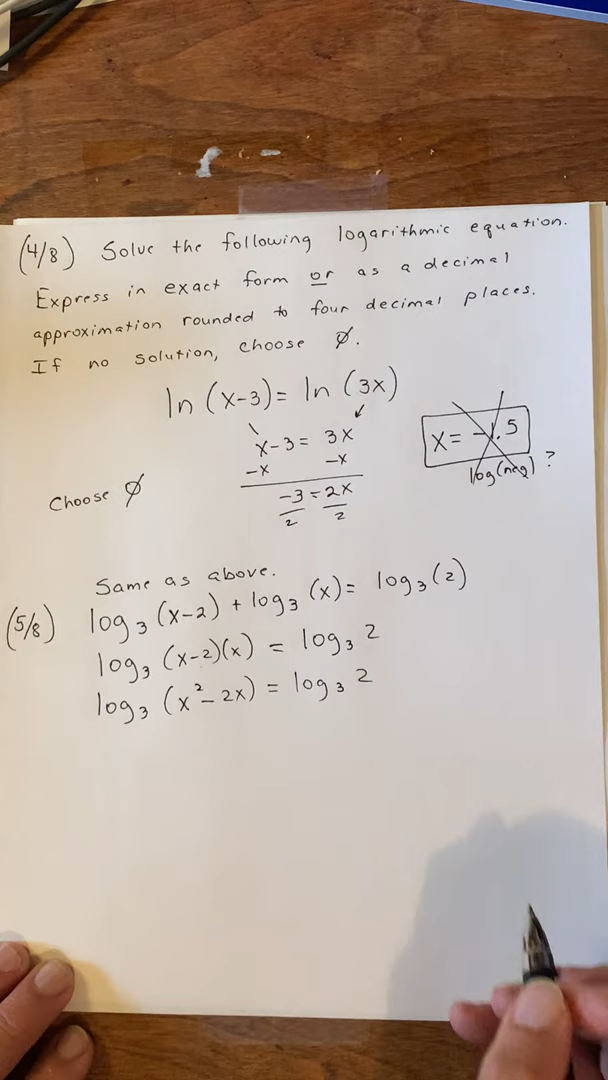 (4/8) Solve the following logarithmic equation.
Express in exact form or as a decimal
approximation rounded to four decimal places.
If no solution, choose ∅.
ln (x-3) = ln (3x)
x-3 = 3x
-x -x
-3 = 2x
2 2
x = -1.5
log(neg) ?
Choose ∅
Same as above.
(5/8) log₃ (x-2) + log₃ (x) = log₃ (2)
log₃ (x-2)(x) = log₃ 2
log₃ (x² - 2x) = log₃ 2